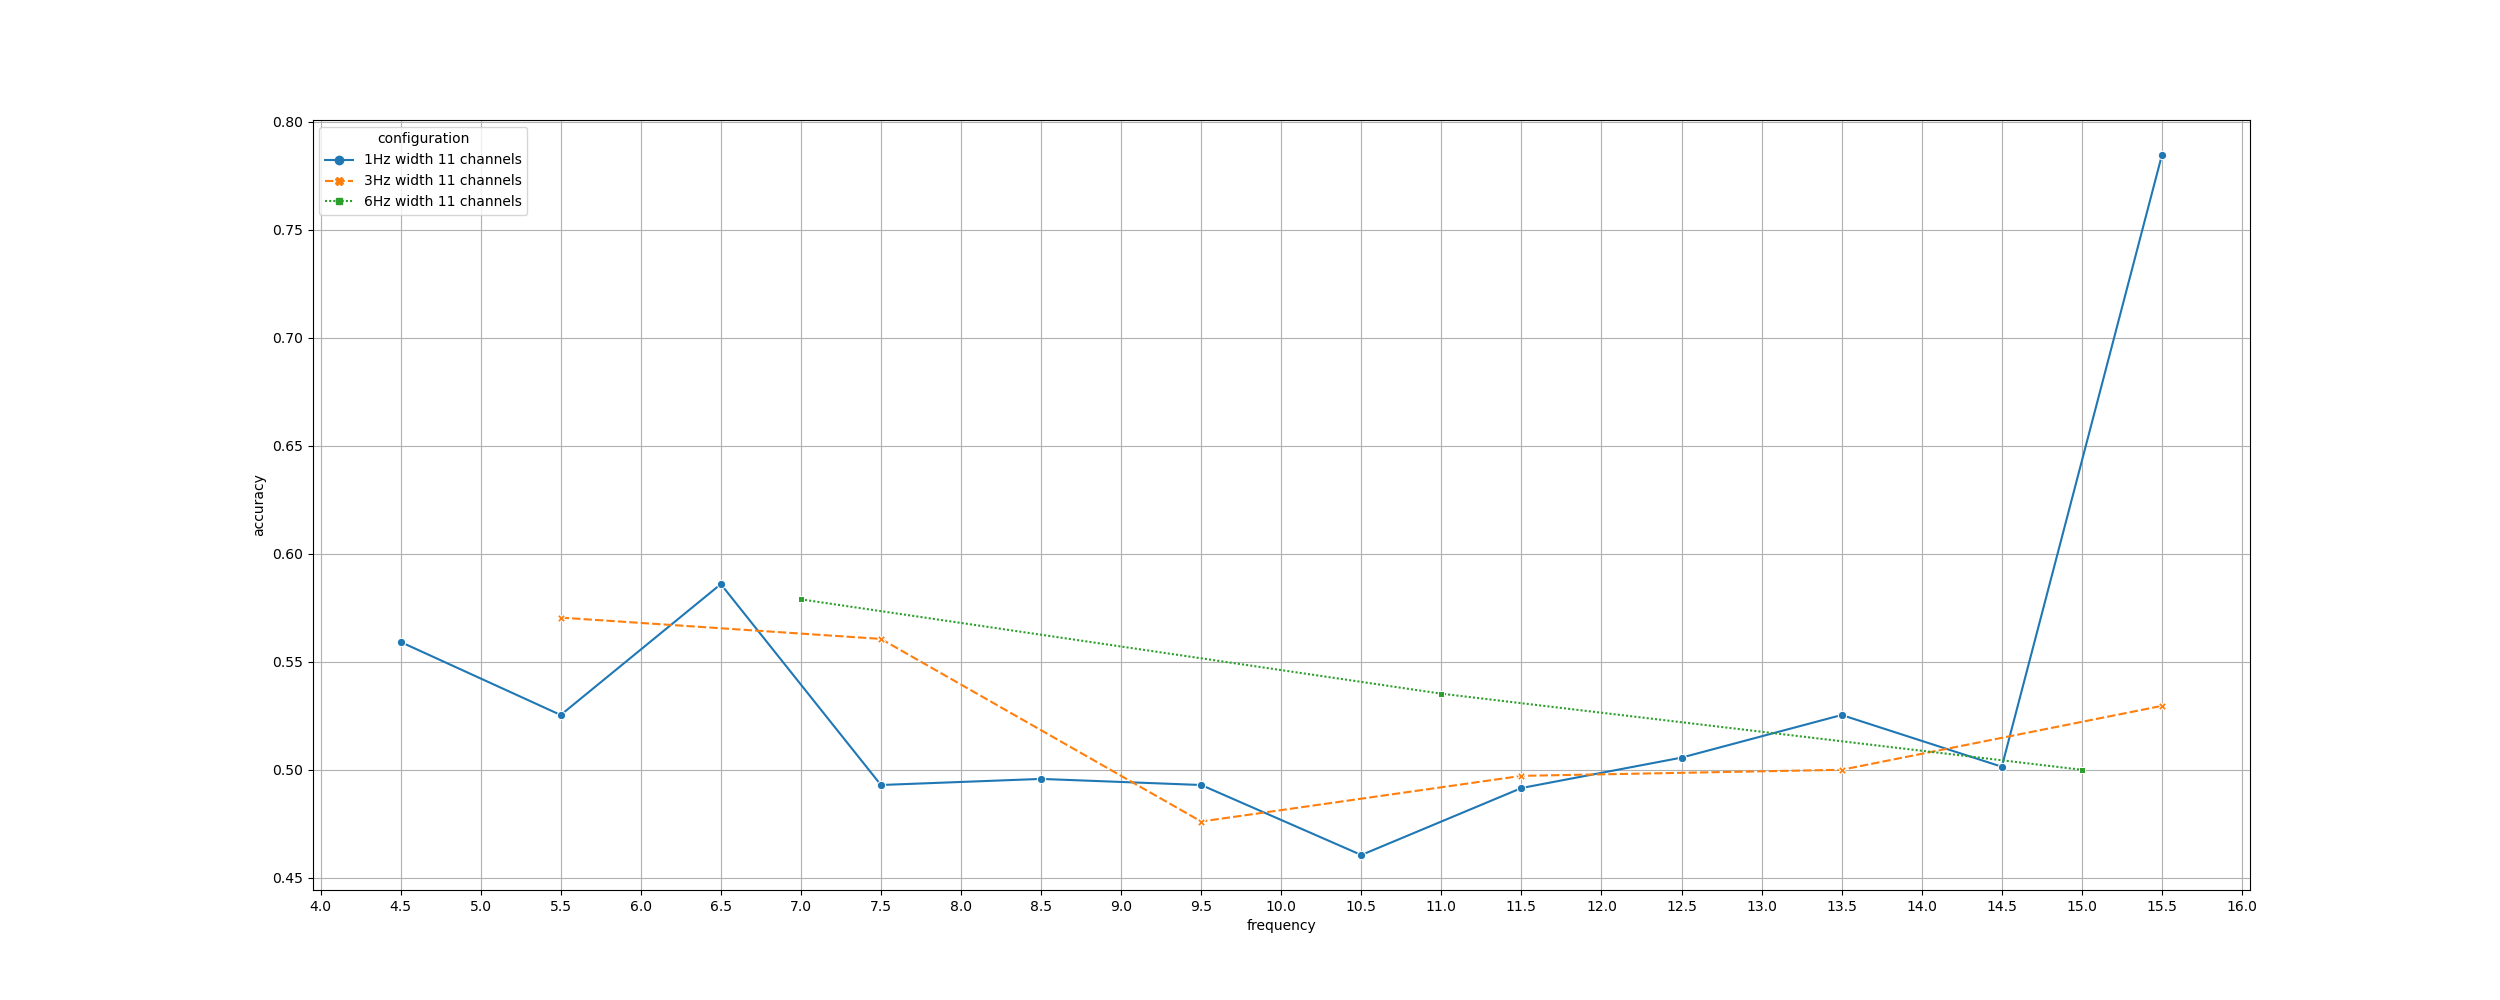 configuration
1Hz width 11 channels
3Hz width 11 channels
6Hz width 11 channels
0.80
0.75
0.70
0.65
0.60
0.55
0.50
0.45
accuracy
4.0 4.5 5.0 5.5 6.0 6.5 7.0 7.5 8.0 8.5 9.0 9.5 10.0 10.5 11.0 11.5 12.0 12.5 13.0 13.5 14.0 14.5 15.0 15.5 16.0
frequency